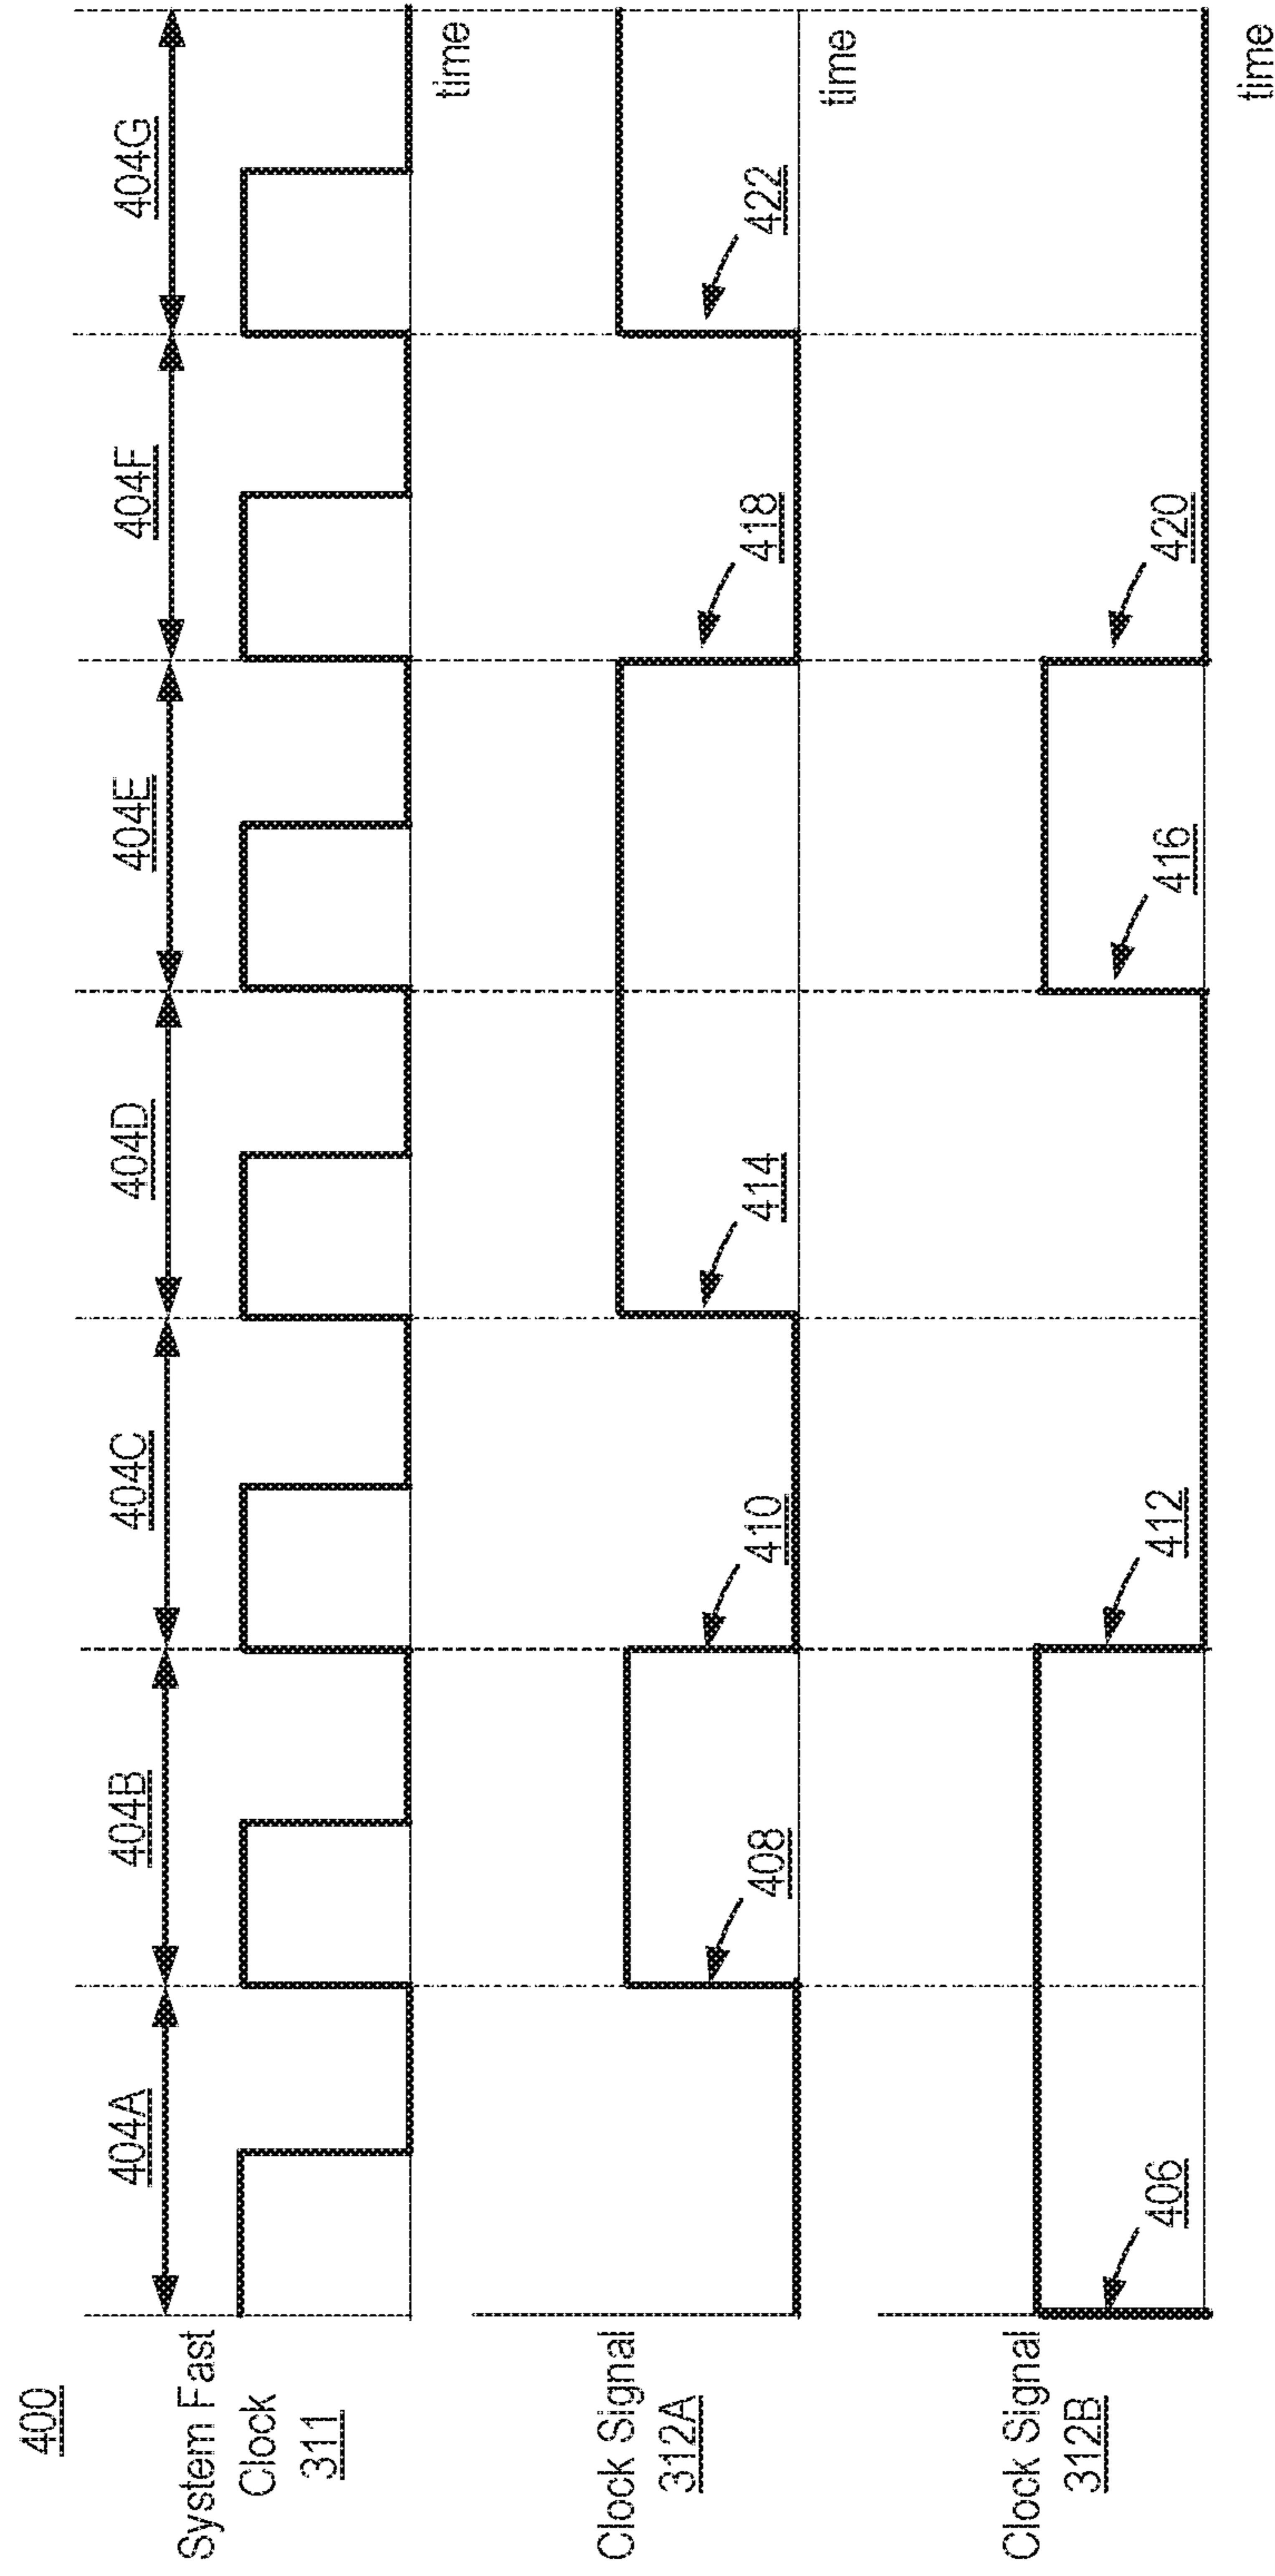 400
404A 404B 404C 404D 404E 404F 404G
System Fast
Clock
311
time
Clock Signal
312A
408 410 414 418 422
time
Clock Signal
312B
406 412 416 420
time